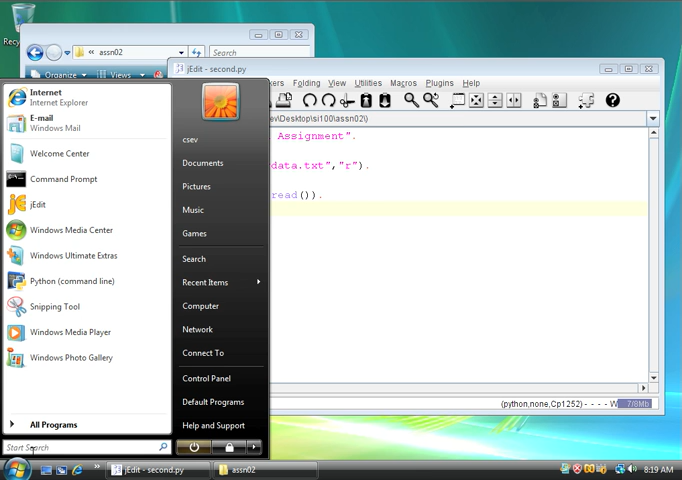 Recy
assn02
Search
Organize
Views
jEdit - second.py
kers Folding View Utilities Macros Plugins Help
ev\Desktop\si100\assn02\)
Assignment".
data.txt","r").
read()).
(python,none,Cp1252) - - - - W 7/8Mb
Internet
Internet Explorer
E-mail
Windows Mail
Welcome Center
Command Prompt
jEdit
Windows Media Center
Windows Ultimate Extras
Python (command line)
Snipping Tool
Windows Media Player
Windows Photo Gallery
All Programs
Start Search
csev
Documents
Pictures
Music
Games
Search
Recent Items
Computer
Network
Connect To
Control Panel
Default Programs
Help and Support
jEdit - second.py
assn02
8:19 AM